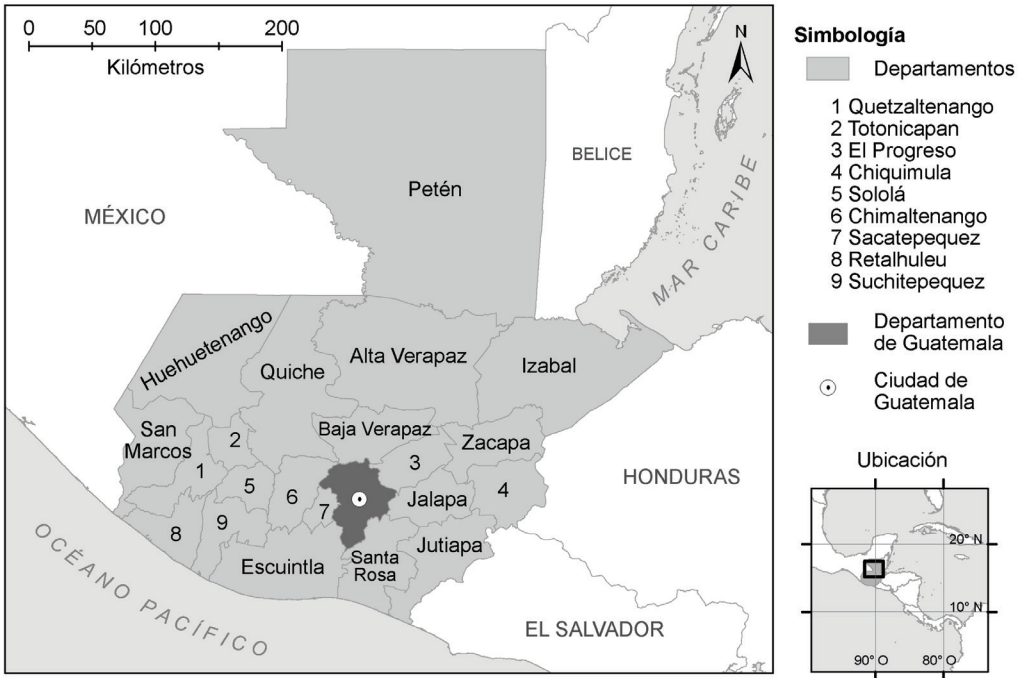 0 50 100 200
Kilómetros
N
MÉXICO
Petén
BELICE
MAR CARIBE
Huehuetenango
Quiche
Alta Verapaz
Izabal
San
Marcos
Baja Verapaz
Zacapa
2
1
5
6
3
7
Jalapa
4
8
9
Escuintla
Santa
Rosa
Jutiapa
HONDURAS
EL SALVADOR
OCÉANO PACÍFICO
Simbología
Departamentos
1 Quetzaltenango
2 Totonicapan
3 El Progreso
4 Chiquimula
5 Sololá
6 Chimaltenango
7 Sacatepequez
8 Retalhuleu
9 Suchitepequez
Departamento
de Guatemala
Ciudad de
Guatemala
Ubicación
20° N
10° N
90° O 80° O